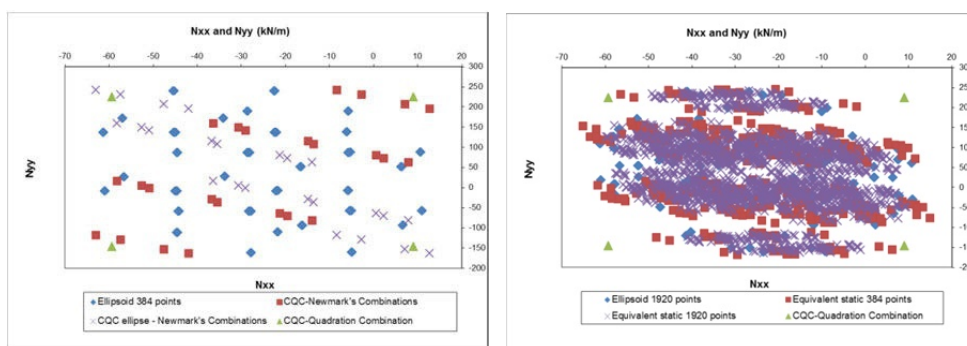 Nxx and Nyy (kN/m)
-70 -60 -50 -40 -30 -20 -10 0 10 20
300
250
200
150
100
50
0
-50
-100
-150
-200
Nyy
Nxx
Ellipsoid 384 points
CQC-Newmark's Combinations
CQC ellipse - Newmark's Combinations
CQC-Quadration Combination
Nxx and Nyy (kN/m)
-70 -60 -50 -40 -30 -20 -10 0 10 20
Nyy
Nxx
Ellipsoid 1920 points
Equivalent static 384 points
Equivalent static 1920 points
CQC-Quadration Combination